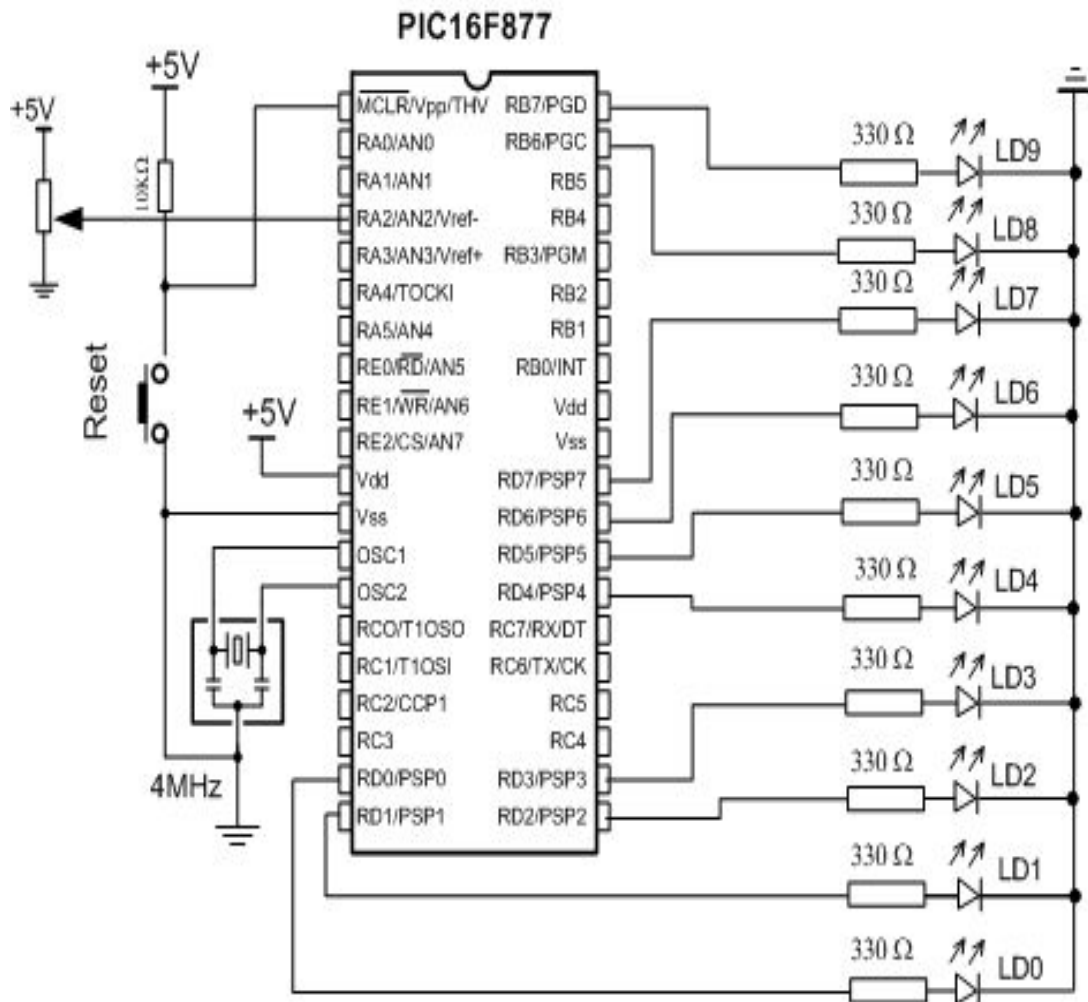 PIC16F877
+5V
+5V
10KΩ
Reset
+5V
4MHz
MCLR/Vpp/THV
RA0/AN0
RA1/AN1
RA2/AN2/Vref-
RA3/AN3/Vref+
RA4/TOCKI
RA5/AN4
RE0/RD/AN5
RE1/WR/AN6
RE2/CS/AN7
Vdd
Vss
OSC1
OSC2
RCO/T1OSO
RC1/T1OSI
RC2/CCP1
RC3
RD0/PSP0
RD1/PSP1
RB7/PGD
RB6/PGC
RB5
RB4
RB3/PGM
RB2
RB1
RB0/INT
Vdd
Vss
RD7/PSP7
RD6/PSP6
RD5/PSP5
RD4/PSP4
RC7/RX/DT
RC6/TX/CK
RC5
RC4
RD3/PSP3
RD2/PSP2
330 Ω LD9
330 Ω LD8
330 Ω LD7
330 Ω LD6
330 Ω LD5
330 Ω LD4
330 Ω LD3
330 Ω LD2
330 Ω LD1
330 Ω LD0